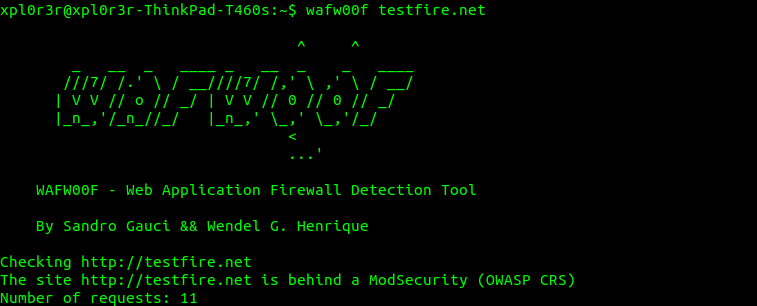 xpl0r3r@xpl0r3r-ThinkPad-T460s:~$ wafw00f testfire.net
                                 ^     ^
        _   __  _   ____ _   __  _    _   ____
       ///7/ /.' \ / __////7/ /,' \ ,' \ / __/
      | V V // o // _/ | V V // 0 // 0 // _/
      |_n_,'/_n_//_/   |_n_,' \_,' \_,'/_/
                                <
                                ...'
    WAFW00F - Web Application Firewall Detection Tool
    By Sandro Gauci && Wendel G. Henrique
Checking http://testfire.net
The site http://testfire.net is behind a ModSecurity (OWASP CRS)
Number of requests: 11